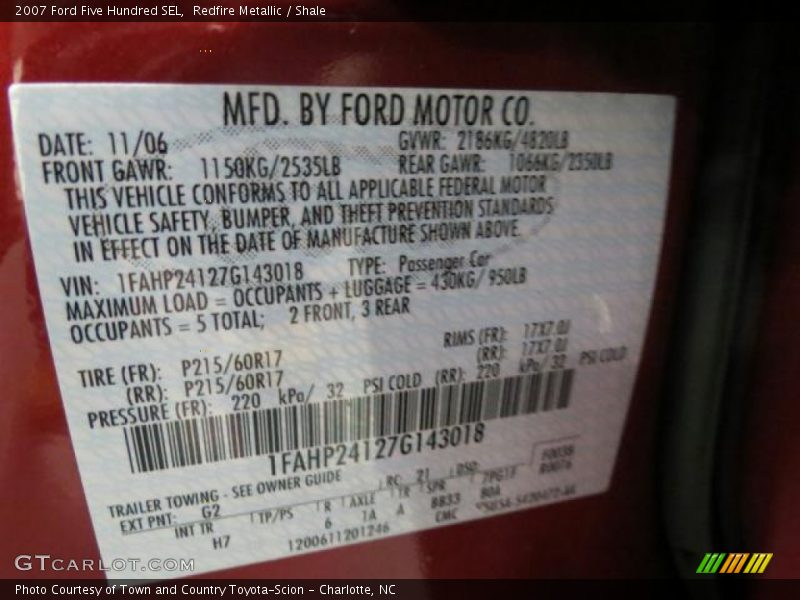 2007 Ford Five Hundred SEL,  Redfire Metallic / Shale
MFD. BY FORD MOTOR CO.
DATE: 11/06 GVWR: 2186KG/4820LB
FRONT GAWR: 1150KG/2535LB REAR GAWR: 1066KG/2350LB
THIS VEHICLE CONFORMS TO ALL APPLICABLE FEDERAL MOTOR
VEHICLE SAFETY, BUMPER, AND THEFT PREVENTION STANDARDS
IN EFFECT ON THE DATE OF MANUFACTURE SHOWN ABOVE.
VIN: 1FAHP24127G143018 TYPE: Passenger Car
MAXIMUM LOAD = OCCUPANTS + LUGGAGE = 430KG/ 950LB
OCCUPANTS = 5 TOTAL; 2 FRONT, 3 REAR
TIRE (FR): P215/60R17 RIMS (FR): 17X7.0J
(RR): P215/60R17 (RR): 17X7.0J
PRESSURE (FR): 220 kPa/ 32 PSI COLD (RR): 220 kPa/ 32 PSI COLD
1FAHP24127G143018
TRAILER TOWING - SEE OWNER GUIDE
EXT PNT: G2 RC 21 DSO
INT TR TP/PS R AXLE TR SPR
H7 6 1A A BB33
1200611201246 CMC
GTCARLOT.COM
Photo Courtesy of Town and Country Toyota-Scion - Charlotte, NC